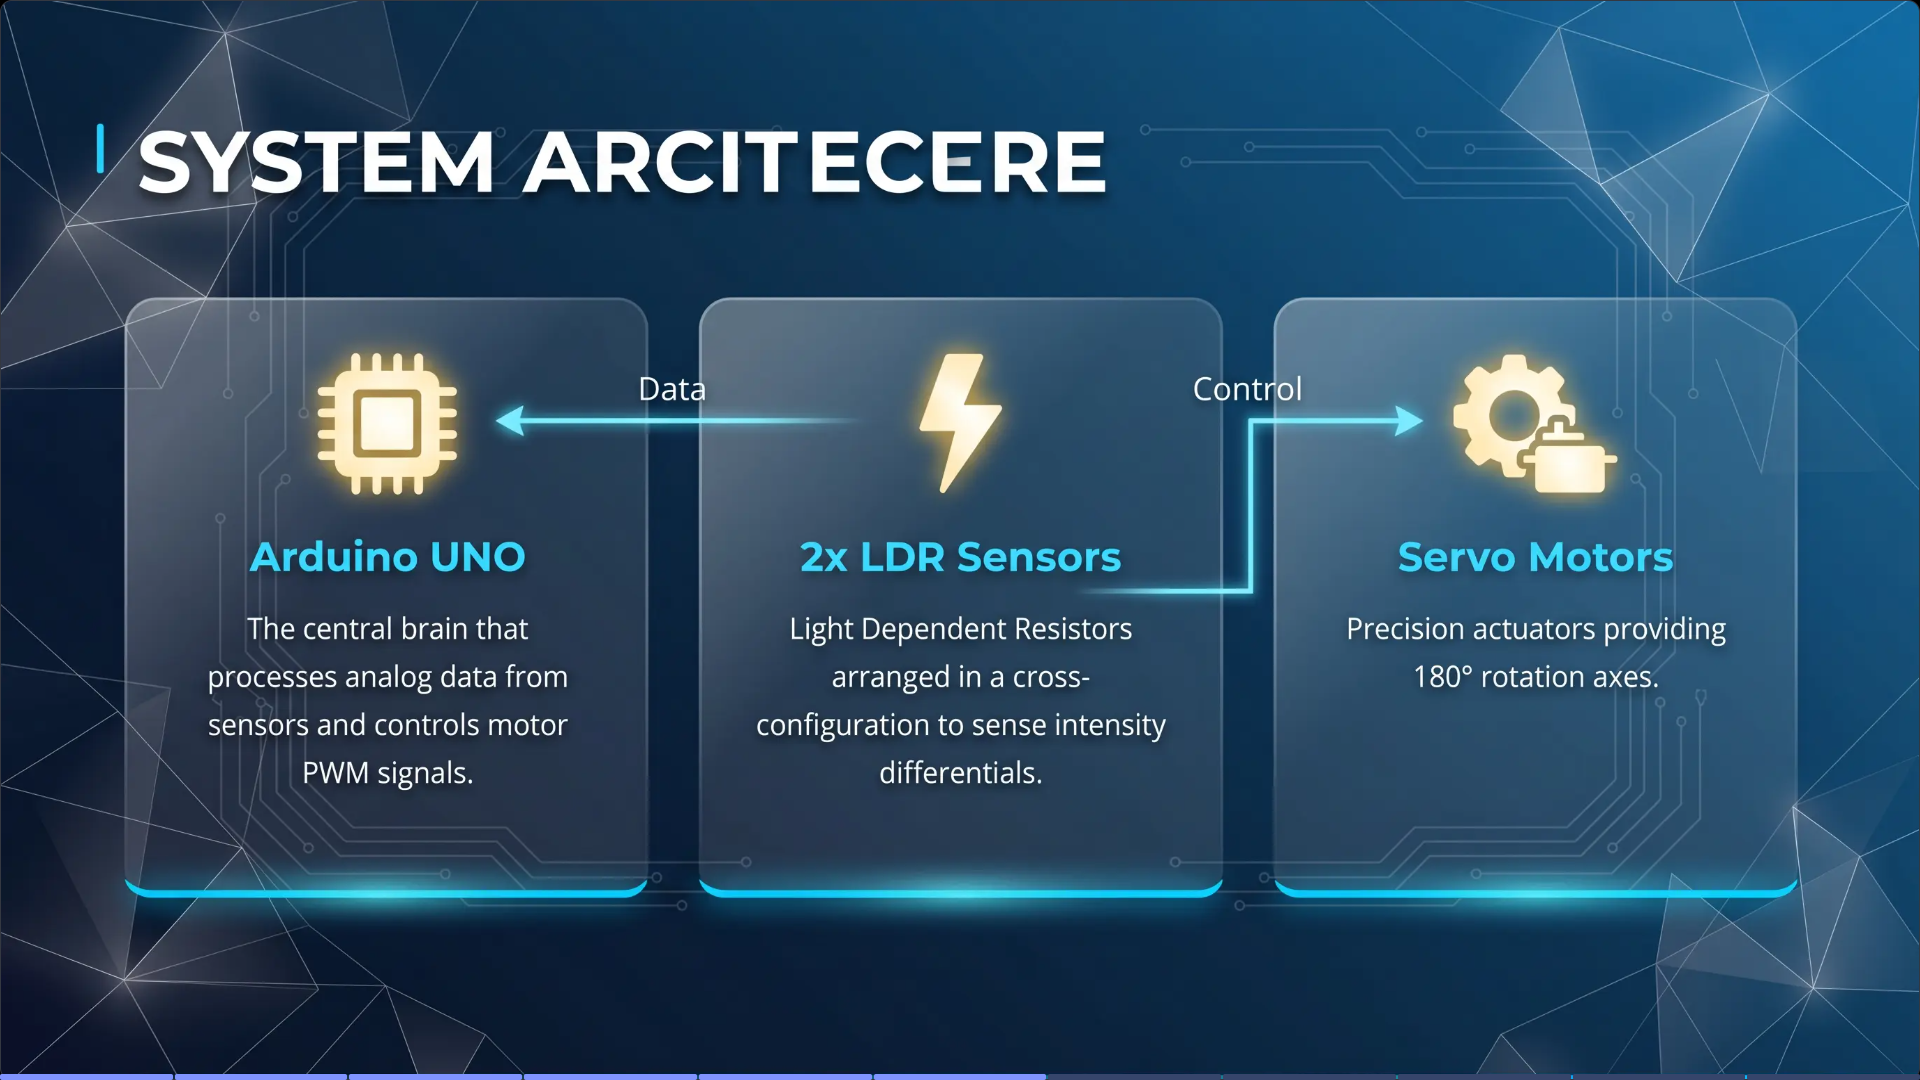 SYSTEM ARCITECERE
Data
Control
Arduino UNO
The central brain that
processes analog data from
sensors and controls motor
PWM signals.
2x LDR Sensors
Light Dependent Resistors
arranged in a cross-
configuration to sense intensity
differentials.
Servo Motors
Precision actuators providing
180° rotation axes.